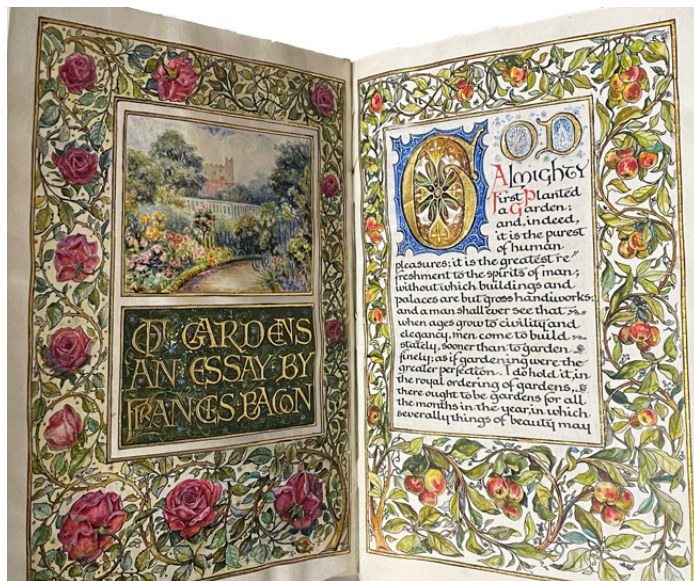 OF GARDENS
AN ESSAY BY
FRANCIS BACON
GOD
ALMIGHTY
First Planted
a Garden;
and, indeed,
it is the purest
of human
pleasures; it is the greatest re"
freshment to the spirits of man;
without which buildings and
palaces are but gross handiworks:
and a man shall ever see that
when ages grow to civility and
elegancy, men come to build
stately, sooner than to garden
finely; as if gardening were the
greater perfection. I do hold it, in
the royal ordering of gardens,
there ought to be gardens for all
the months in the year, in which
severally things of beauty may